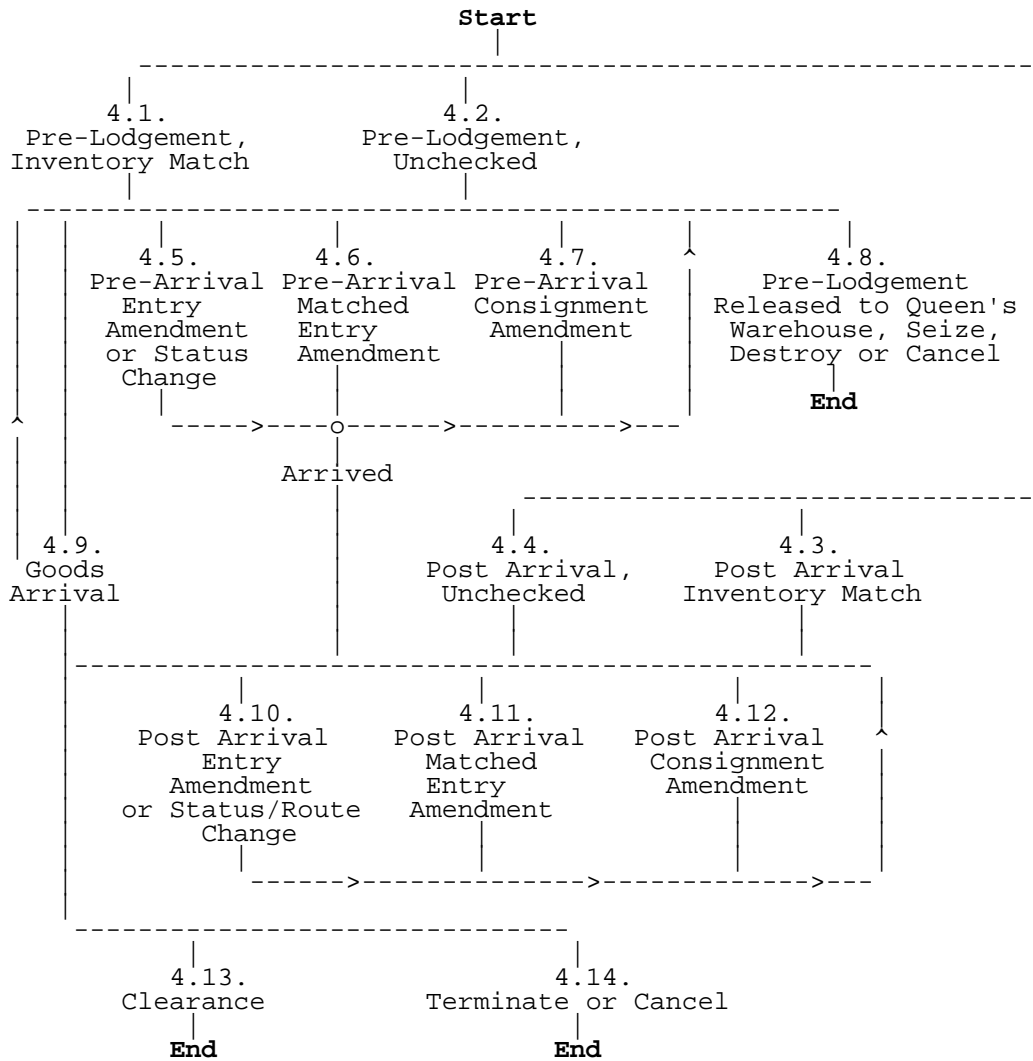 Start
4.1. 4.2.
Pre-Lodgement, Pre-Lodgement,
Inventory Match Unchecked
4.5. 4.6. 4.7. 4.8.
Pre-Arrival Pre-Arrival Pre-Arrival Pre-Lodgement
Entry Matched Consignment Released to Queen's
Amendment Entry Amendment Warehouse, Seize,
or Status Amendment Destroy or Cancel
Change
End
Arrived
4.9. 4.4. 4.3.
Goods Post Arrival, Post Arrival
Arrival Unchecked Inventory Match
4.10. 4.11. 4.12.
Post Arrival Post Arrival Post Arrival
Entry Matched Consignment
Amendment Entry Amendment
or Status/Route Amendment
Change
4.13. 4.14.
Clearance Terminate or Cancel
End End